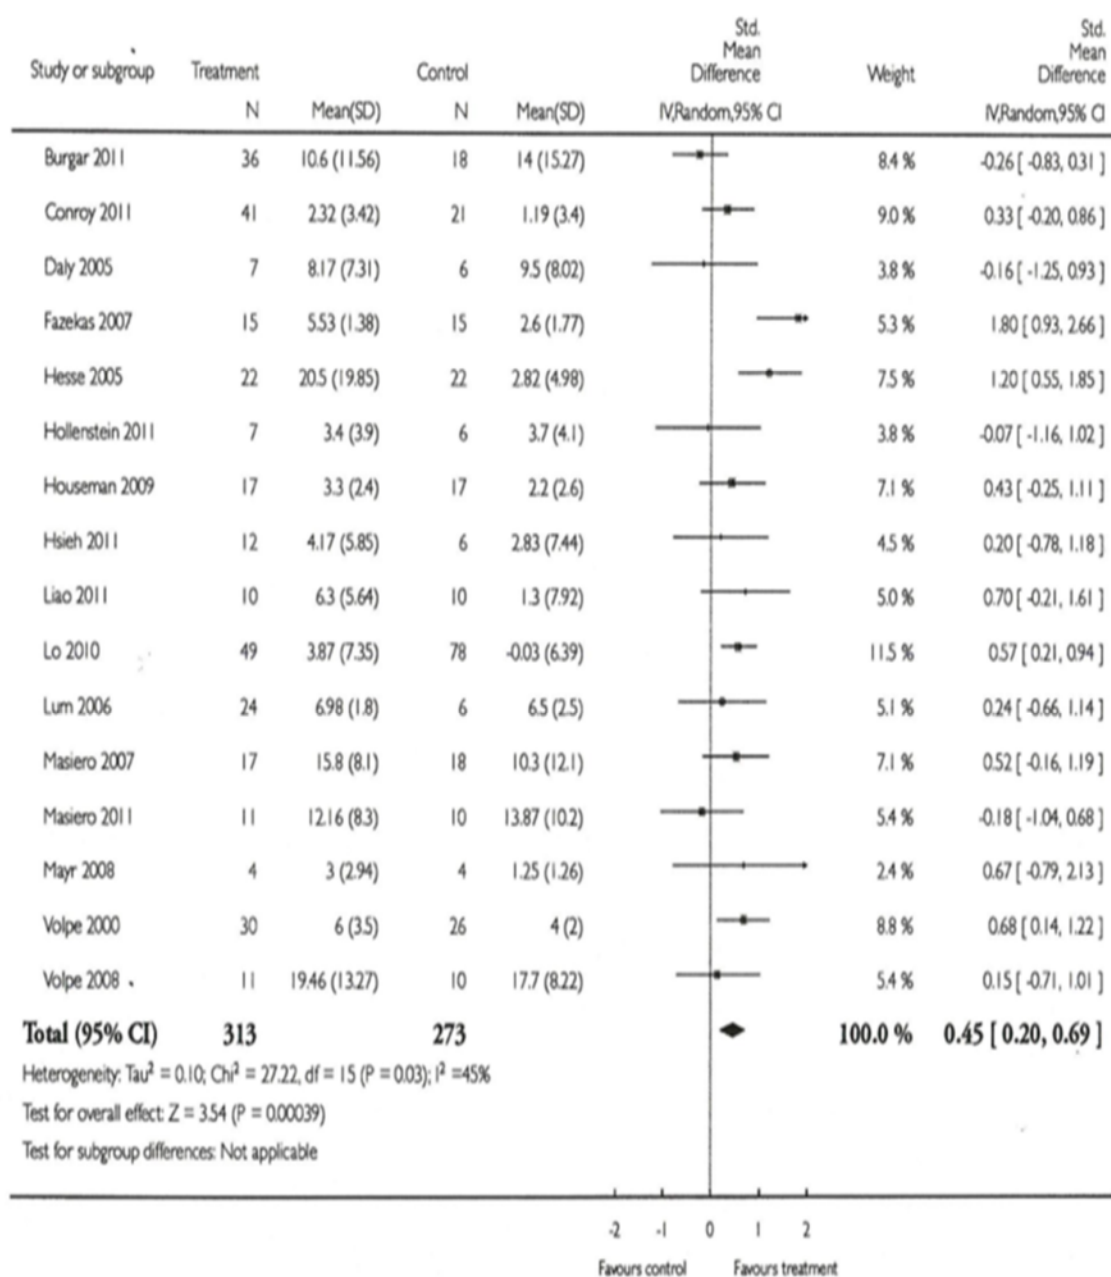 Study or subgroup Treatment Control Std. Mean Difference Weight Std. Mean Difference
N Mean(SD) N Mean(SD) IV,Random,95% CI IV,Random,95% CI
Burgar 2011 36 10.6 (11.56) 18 14 (15.27) 8.4 % -0.26 [ -0.83, 0.31 ]
Conroy 2011 41 2.32 (3.42) 21 1.19 (3.4) 9.0 % 0.33 [ -0.20, 0.86 ]
Daly 2005 7 8.17 (7.31) 6 9.5 (8.02) 3.8 % -0.16 [ -1.25, 0.93 ]
Fazekas 2007 15 5.53 (1.38) 15 2.6 (1.77) 5.3 % 1.80 [ 0.93, 2.66 ]
Hesse 2005 22 20.5 (19.85) 22 2.82 (4.98) 7.5 % 1.20 [ 0.55, 1.85 ]
Hollenstein 2011 7 3.4 (3.9) 6 3.7 (4.1) 3.8 % -0.07 [ -1.16, 1.02 ]
Houseman 2009 17 3.3 (2.4) 17 2.2 (2.6) 7.1 % 0.43 [ -0.25, 1.11 ]
Hsieh 2011 12 4.17 (5.85) 6 2.83 (7.44) 4.5 % 0.20 [ -0.78, 1.18 ]
Liao 2011 10 6.3 (5.64) 10 1.3 (7.92) 5.0 % 0.70 [ -0.21, 1.61 ]
Lo 2010 49 3.87 (7.35) 78 -0.03 (6.39) 11.5 % 0.57 [ 0.21, 0.94 ]
Lum 2006 24 6.98 (1.8) 6 6.5 (2.5) 5.1 % 0.24 [ -0.66, 1.14 ]
Masiero 2007 17 15.8 (8.1) 18 10.3 (12.1) 7.1 % 0.52 [ -0.16, 1.19 ]
Masiero 2011 11 12.16 (8.3) 10 13.87 (10.2) 5.4 % -0.18 [ -1.04, 0.68 ]
Mayr 2008 4 3 (2.94) 4 1.25 (1.26) 2.4 % 0.67 [ -0.79, 2.13 ]
Volpe 2000 30 6 (3.5) 26 4 (2) 8.8 % 0.68 [ 0.14, 1.22 ]
Volpe 2008 11 19.46 (13.27) 10 17.7 (8.22) 5.4 % 0.15 [ -0.71, 1.01 ]
Total (95% CI) 313 273 100.0 % 0.45 [ 0.20, 0.69 ]
Heterogeneity: Tau² = 0.10; Chi² = 27.22, df = 15 (P = 0.03); I² =45%
Test for overall effect: Z = 3.54 (P = 0.00039)
Test for subgroup differences: Not applicable
-2 -1 0 1 2
Favours control Favours treatment